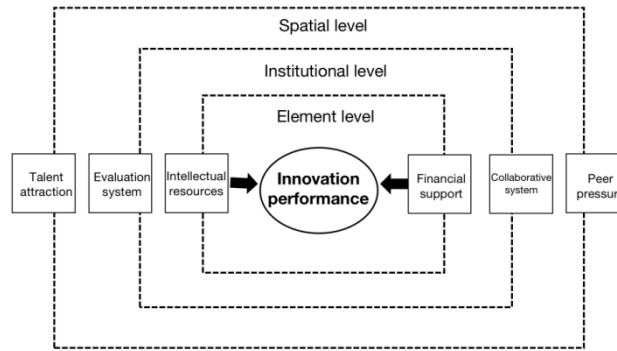 Spatial level
Institutional level
Element level
Talent
attraction
Evaluation
system
Intellectual
resources
Innovation
performance
Financial
support
Collaborative
system
Peer
pressure